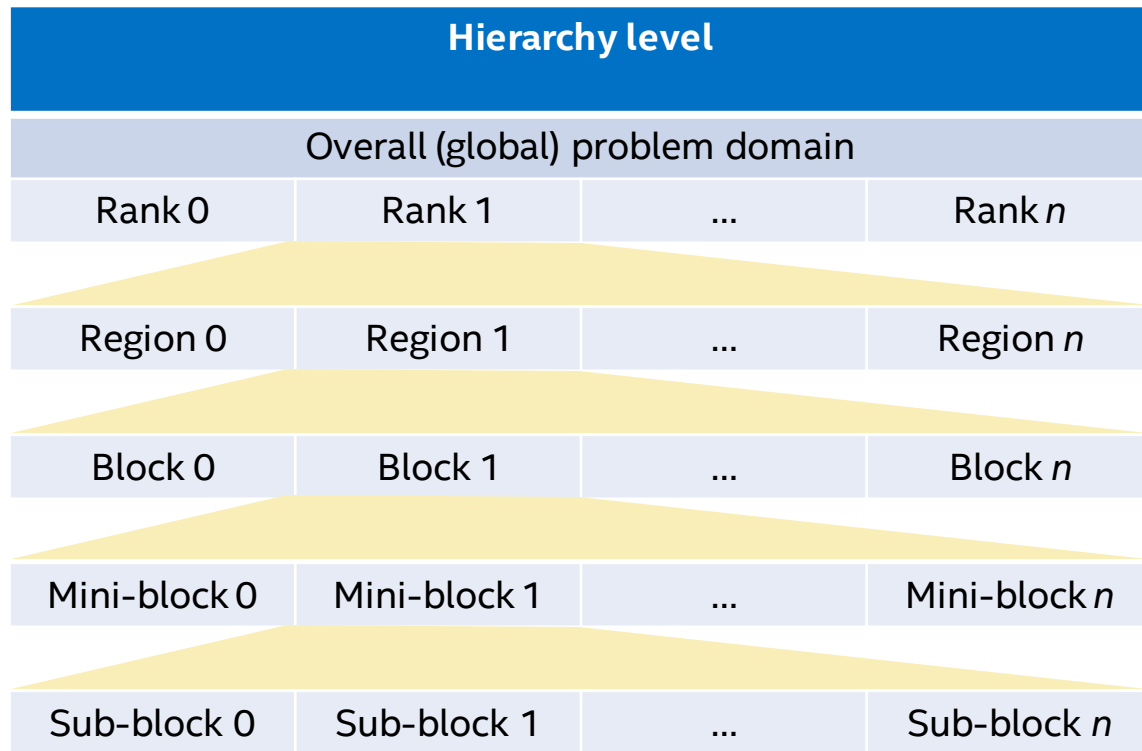 Hierarchy level
Overall (global) problem domain
Rank 0 Rank 1 ... Rank n
Region 0 Region 1 ... Region n
Block 0 Block 1 ... Block n
Mini-block 0 Mini-block 1 ... Mini-block n
Sub-block 0 Sub-block 1 ... Sub-block n